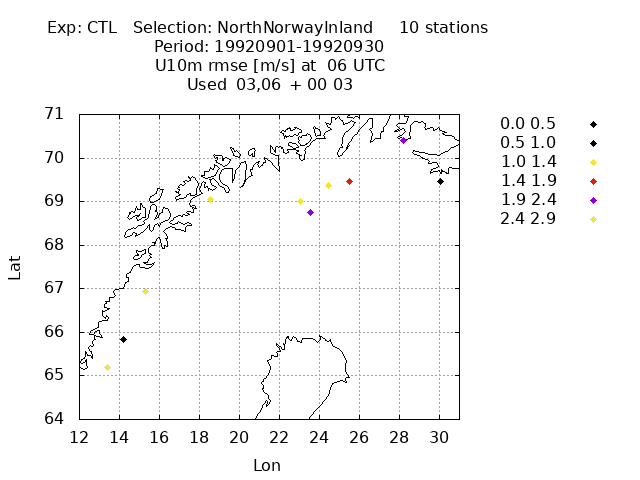 Exp: CTL   Selection: NorthNorwayInland     10 stations
Period: 19920901-19920930
U10m rmse [m/s] at  06 UTC
Used  03,06  + 00 03
71
70
69
68
67
66
65
64
12 14 16 18 20 22 24 26 28 30
Lat
Lon
0.0 0.5
0.5 1.0
1.0 1.4
1.4 1.9
1.9 2.4
2.4 2.9